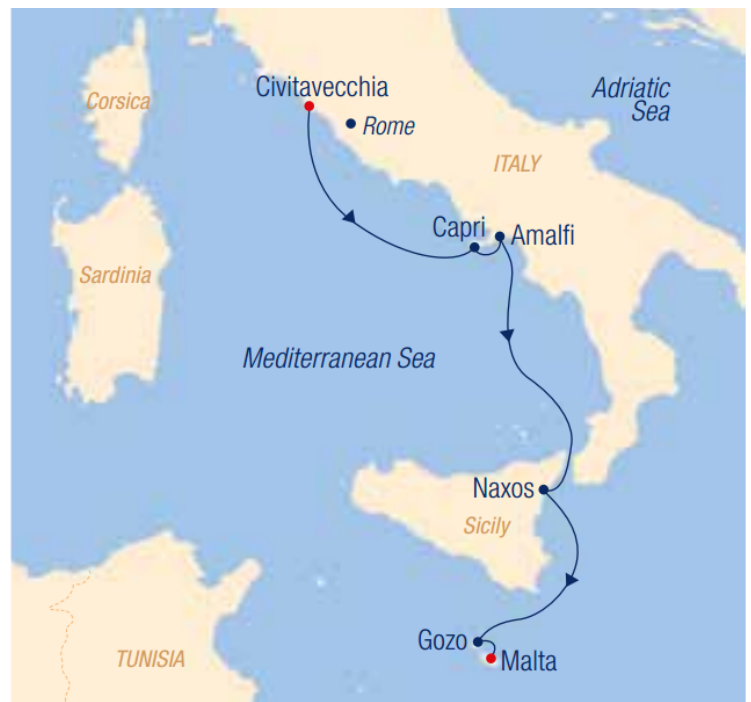 Civitavecchia
Corsica
Adriatic
Sea
Rome
ITALY
Capri
Amalfi
Sardinia
Mediterranean Sea
Naxos
Sicily
Gozo
TUNISIA
Malta